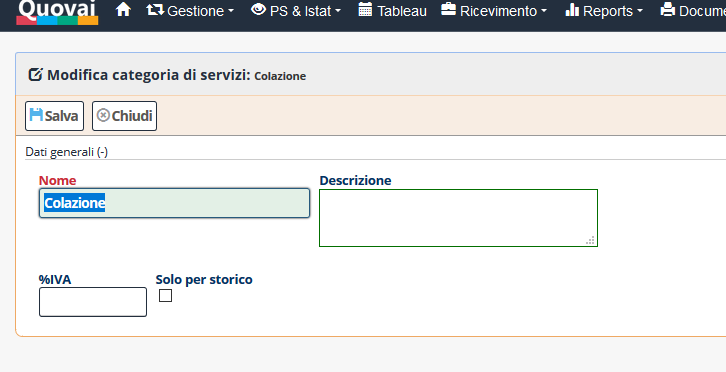 Quovai Gestione PS & Istat Tableau Ricevimento Reports Docume
Modifica categoria di servizi: Colazione
Salva Chiudi
Dati generali (-)
Nome Descrizione
Colazione
%IVA Solo per storico